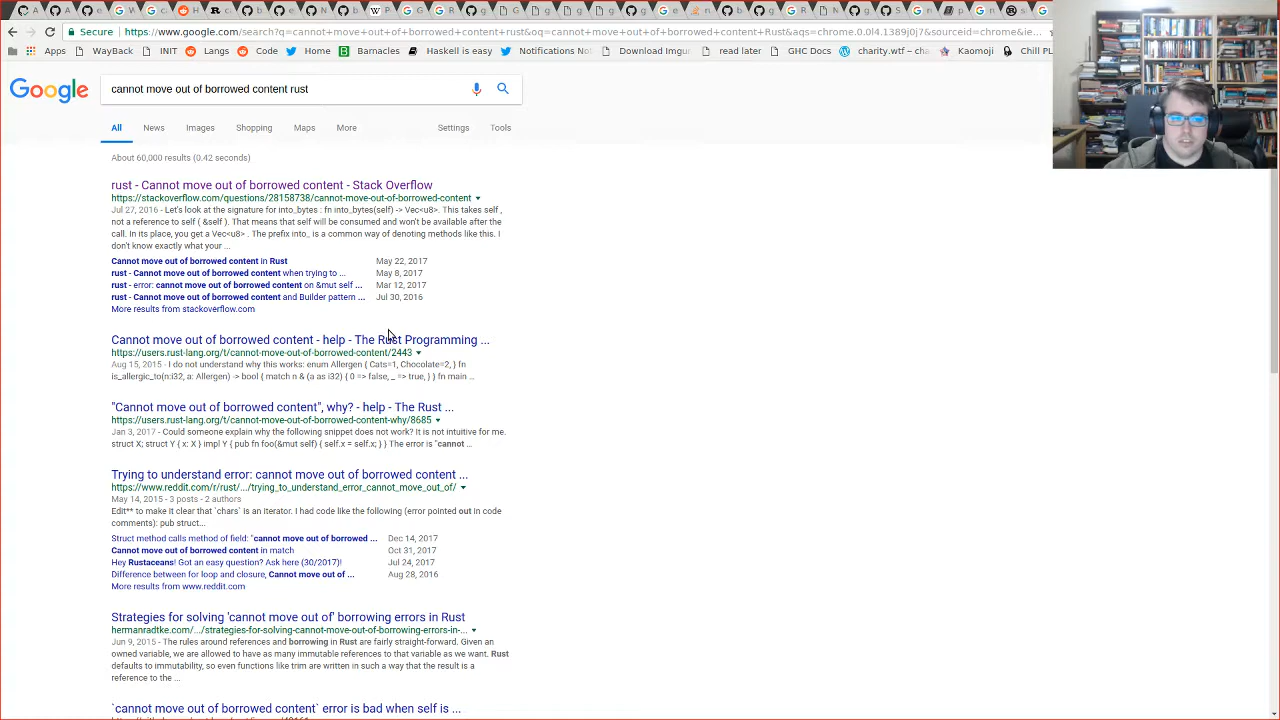 Secure https://www.google.com/search?q=cannot+move+out+of+borrowed+content+rust&oq=cannot+move+out+of+borrowed+content+Rust&aqs=chrome.0.0l4.1389j0j7&sourceid=chrome&ie...
Apps WayBack INIT Langs Code Home Barnacles Haskell is easy Notifications Download Imgur read later GHC Docs charity.wtf – cha Kademoji Chill PL
Google
cannot move out of borrowed content rust
All News Images Shopping Maps More Settings Tools
About 60,000 results (0.42 seconds)
rust - Cannot move out of borrowed content - Stack Overflow
https://stackoverflow.com/questions/28158738/cannot-move-out-of-borrowed-content
Jul 27, 2016 - Let's look at the signature for into_bytes : fn into_bytes(self) -> Vec<u8>. This takes self ,
not a reference to self ( &self ). That means that self will be consumed and won't be available after the
call. In its place, you get a Vec<u8> . The prefix into_ is a common way of denoting methods like this. I
don't know exactly what your ...
Cannot move out of borrowed content in Rust May 22, 2017
rust - Cannot move out of borrowed content when trying to ... May 8, 2017
rust - error: cannot move out of borrowed content on &mut self ... Mar 12, 2017
rust - Cannot move out of borrowed content and Builder pattern ... Jul 30, 2016
More results from stackoverflow.com
Cannot move out of borrowed content - help - The Rust Programming ...
https://users.rust-lang.org/t/cannot-move-out-of-borrowed-content/2443
Aug 15, 2015 - I do not understand why this works: enum Allergen { Cats=1, Chocolate=2, } fn
is_allergic_to(n:i32, a: Allergen) -> bool { match n & (a as i32) { 0 => false, _ => true, } } fn main ...
"Cannot move out of borrowed content", why? - help - The Rust ...
https://users.rust-lang.org/t/cannot-move-out-of-borrowed-content-why/8685
Jan 3, 2017 - Could someone explain why the following snippet does not work? It is not intuitive for me.
struct X; struct Y { x: X } impl Y { pub fn foo(&mut self) { self.x = self.x; } } The error is "cannot ...
Trying to understand error: cannot move out of borrowed content ...
https://www.reddit.com/r/rust/.../trying_to_understand_error_cannot_move_out_of/
May 14, 2015 - 3 posts - 2 authors
Edit** to make it clear that `chars` is an iterator. I had code like the following (error pointed out in code
comments): pub struct...
Struct method calls method of field: "cannot move out of borrowed ... Dec 14, 2017
Cannot move out of borrowed content in match Oct 31, 2017
Hey Rustaceans! Got an easy question? Ask here (30/2017)! Jul 24, 2017
Difference between for loop and closure, Cannot move out of ... Aug 28, 2016
More results from www.reddit.com
Strategies for solving 'cannot move out of' borrowing errors in Rust
hermanradtke.com/.../strategies-for-solving-cannot-move-out-of-borrowing-errors-in-...
Jun 9, 2015 - The rules around references and borrowing in Rust are fairly straight-forward. Given an
owned variable, we are allowed to have as many immutable references to that variable as we want. Rust
defaults to immutability, so even functions like trim are written in such a way that the result is a
reference to the ...
`cannot move out of borrowed content` error is bad when self is ...